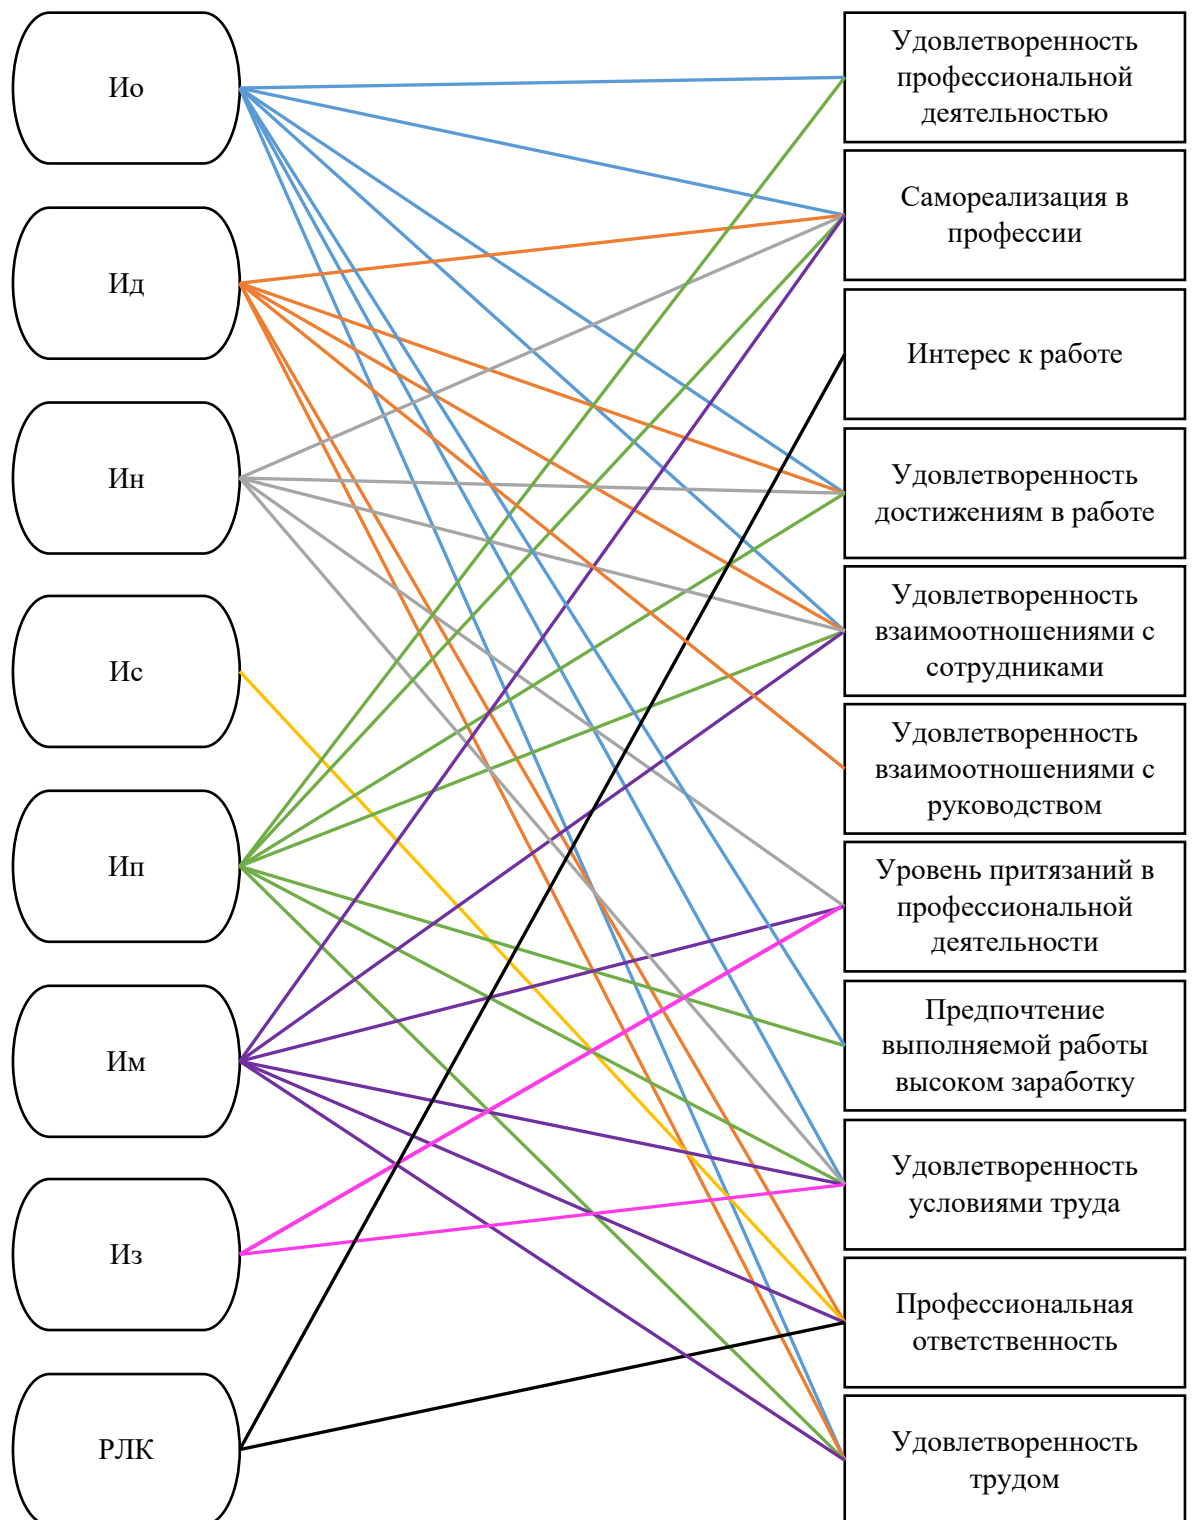 Ио
Ид
Ин
Ис
Ип
Им
Из
РЛК
Удовлетворенность
профессиональной
деятельностью
Самореализация в
профессии
Интерес к работе
Удовлетворенность
достижениям в работе
Удовлетворенность
взаимоотношениями с
сотрудниками
Удовлетворенность
взаимоотношениями с
руководством
Уровень притязаний в
профессиональной
деятельности
Предпочтение
выполняемой работы
высоком заработку
Удовлетворенность
условиями труда
Профессиональная
ответственность
Удовлетворенность
трудом